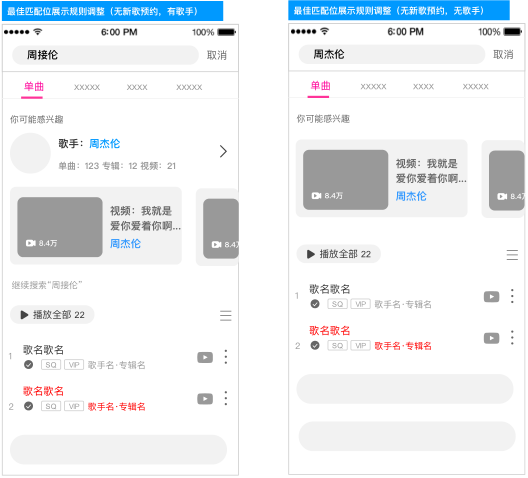 最佳匹配位展示规则调整（无新歌预约，有歌手）
6:00 PM
100%
周接伦
取消
单曲 xxxxx xxxx xxxxx
你可能感兴趣
歌手：周杰伦
单曲：123 专辑：12 视频：21
视频：我就是
爱你爱着你啊...
8.4万
周杰伦
8.4万
继续搜索“周接伦”
播放全部 22
歌名歌名
1
SQ VIP 歌手名·专辑名
歌名歌名
2
SQ VIP 歌手名·专辑名
最佳匹配位展示规则调整（无新歌预约，无歌手）
6:00 PM
100%
周杰伦
取消
单曲 xxxxx xxxx xxxxx
你可能感兴趣
视频：我就是
爱你爱着你啊...
8.4万
周杰伦
8.4万
播放全部 22
歌名歌名
1
SQ VIP 歌手名·专辑名
歌名歌名
2
SQ VIP 歌手名·专辑名